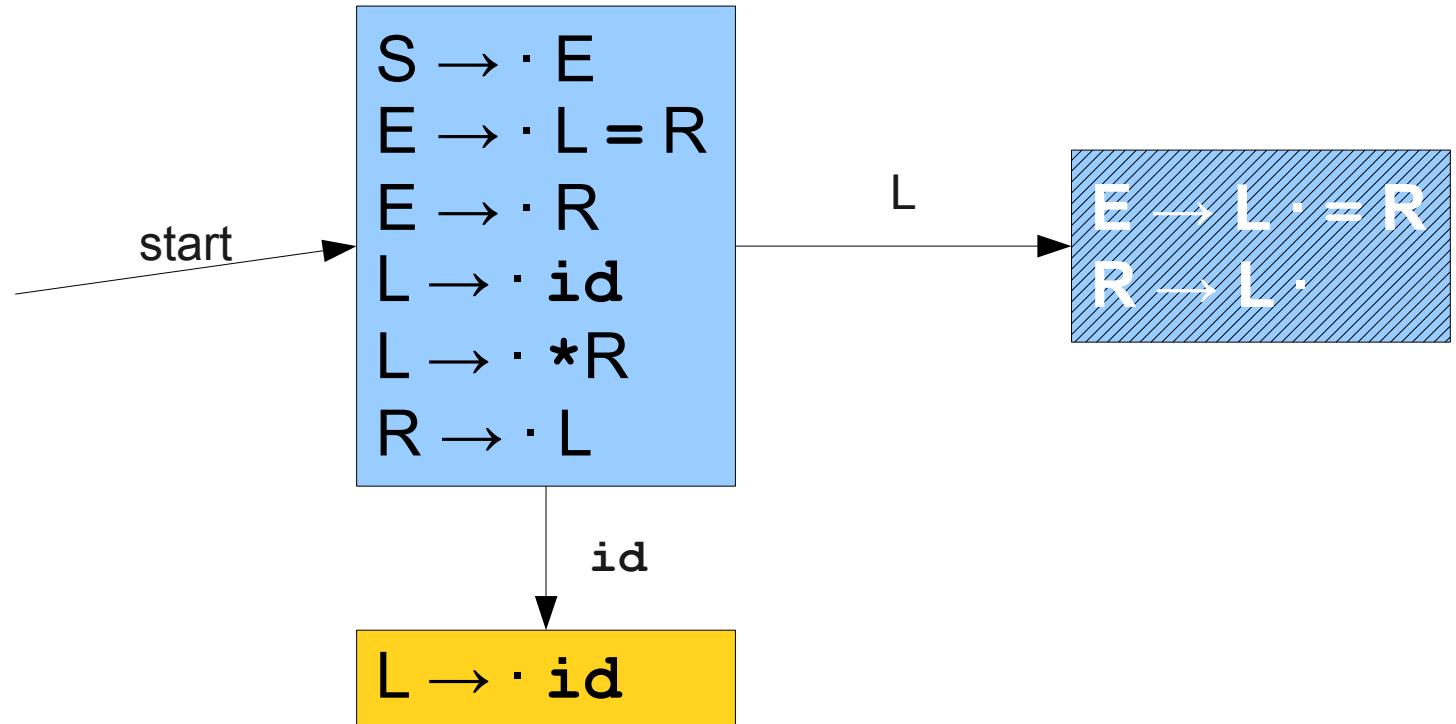 start
S → · E
E → · L = R
E → · R
L → · id
L → · *R
R → · L
L
E → L · = R
R → L ·
id
L → · id